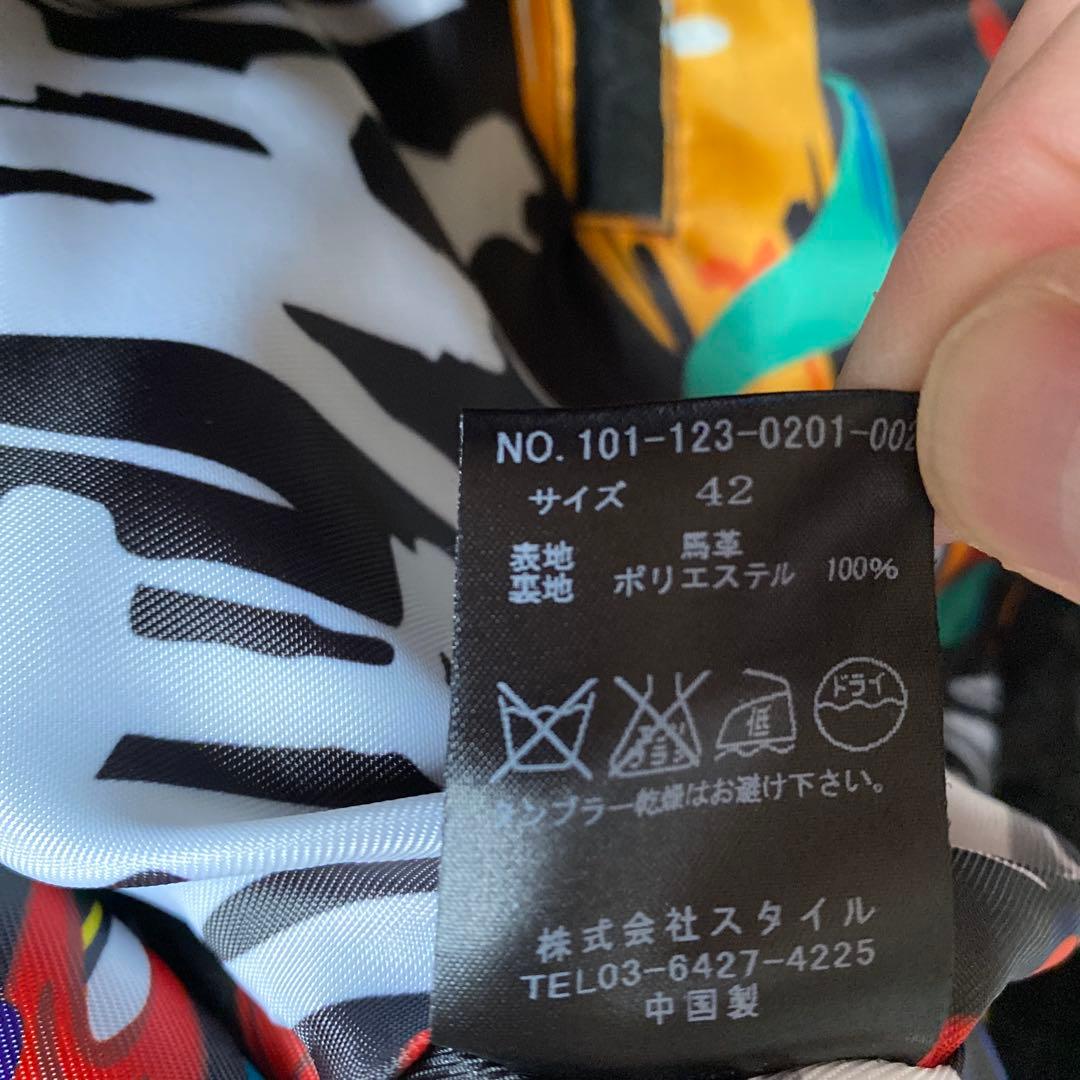 NO. 101-123-0201-002
サイズ 42
表地 馬革
裏地 ポリエステル 100%
低 ドライ
タンブラー乾燥はお避け下さい。
株式会社スタイル
TEL03-6427-4225
中国製